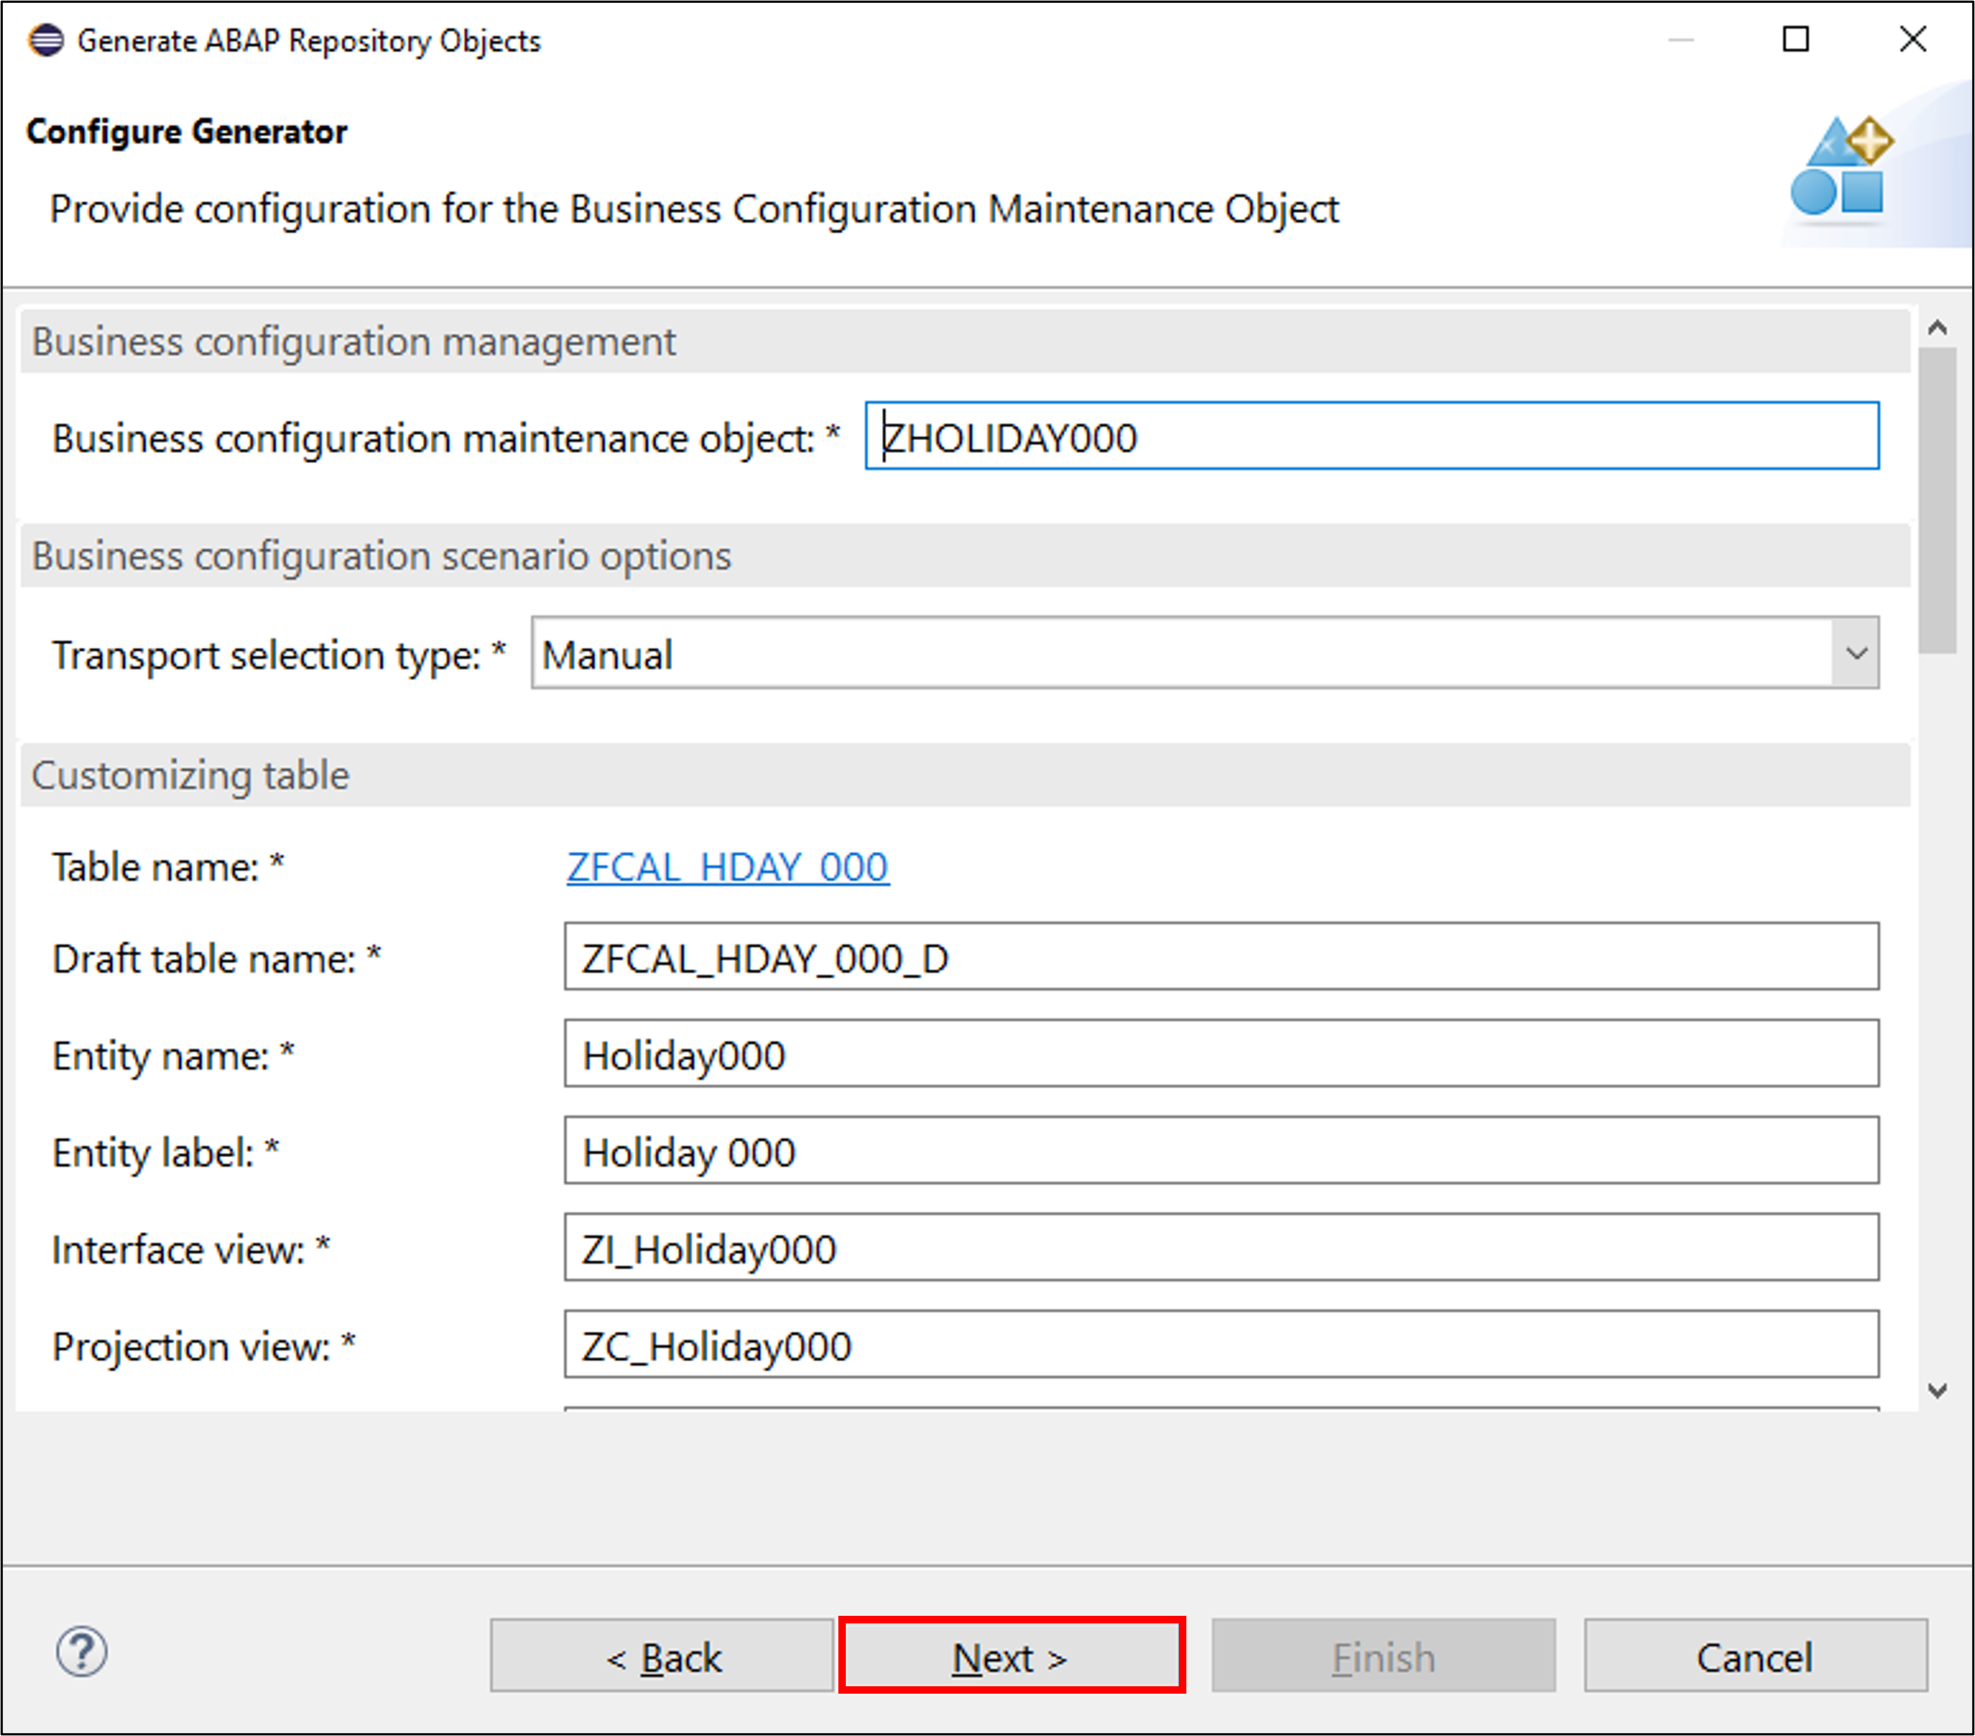 Generate ABAP Repository Objects
Configure Generator
Provide configuration for the Business Configuration Maintenance Object
Business configuration management
Business configuration maintenance object: * ZHOLIDAY000
Business configuration scenario options
Transport selection type: * Manual
Customizing table
Table name: * ZFCAL_HDAY_000
Draft table name: * ZFCAL_HDAY_000_D
Entity name: * Holiday000
Entity label: * Holiday 000
Interface view: * ZI_Holiday000
Projection view: * ZC_Holiday000
? < Back Next > Finish Cancel